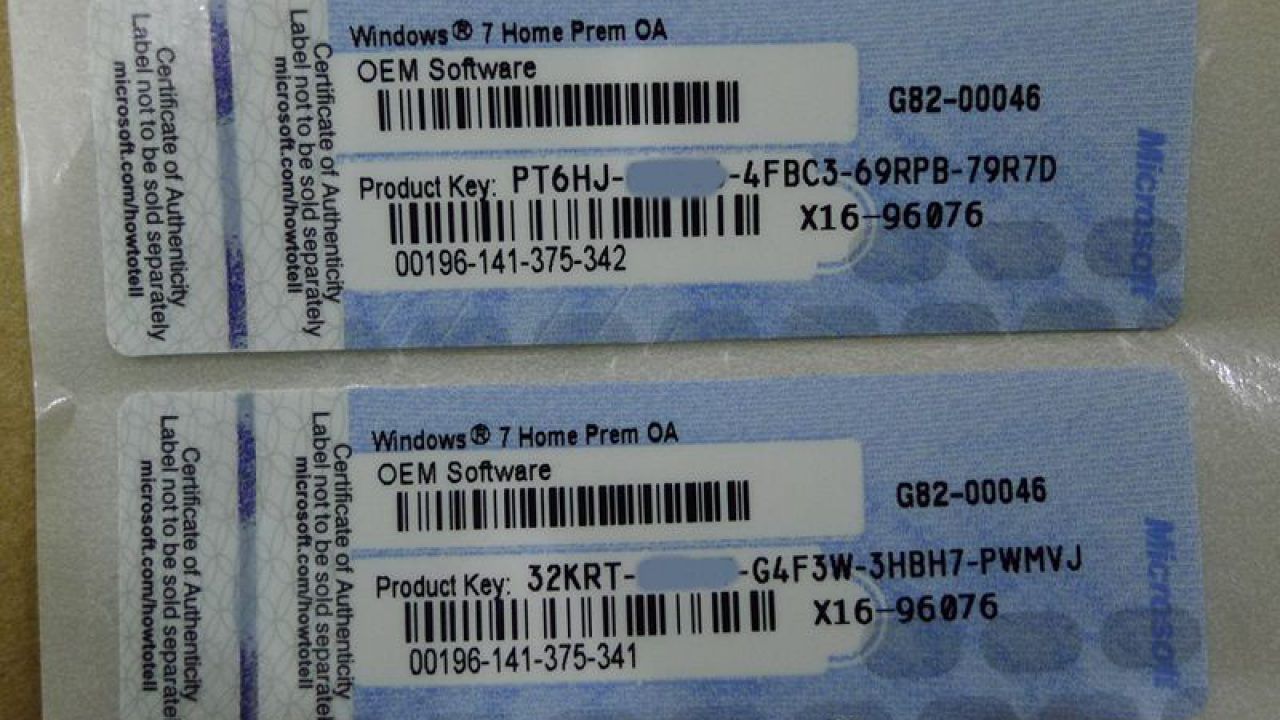 Certificate of Authenticity
Label not to be sold separately
microsoft.com/howtotell
Certificate of Authenticity
Label not to be sold separately
microsoft.com/howtotell
Windows® 7 Home Prem OA
OEM Software
G82-00046
Product Key: PT6HJ- -4FBC3-69RPB-79R7D
X16-96076
00196-141-375-342
Microsoft
Certificate of Authenticity
Label not to be sold separately
microsoft.com/howtotell
Certificate of Authenticity
Label not to be sold separately
microsoft.com/howtotell
Windows® 7 Home Prem OA
OEM Software
G82-00046
Product Key: 32KRT- -G4F3W-3HBH7-PWMVJ
X16-96076
00196-141-375-341
Microsoft